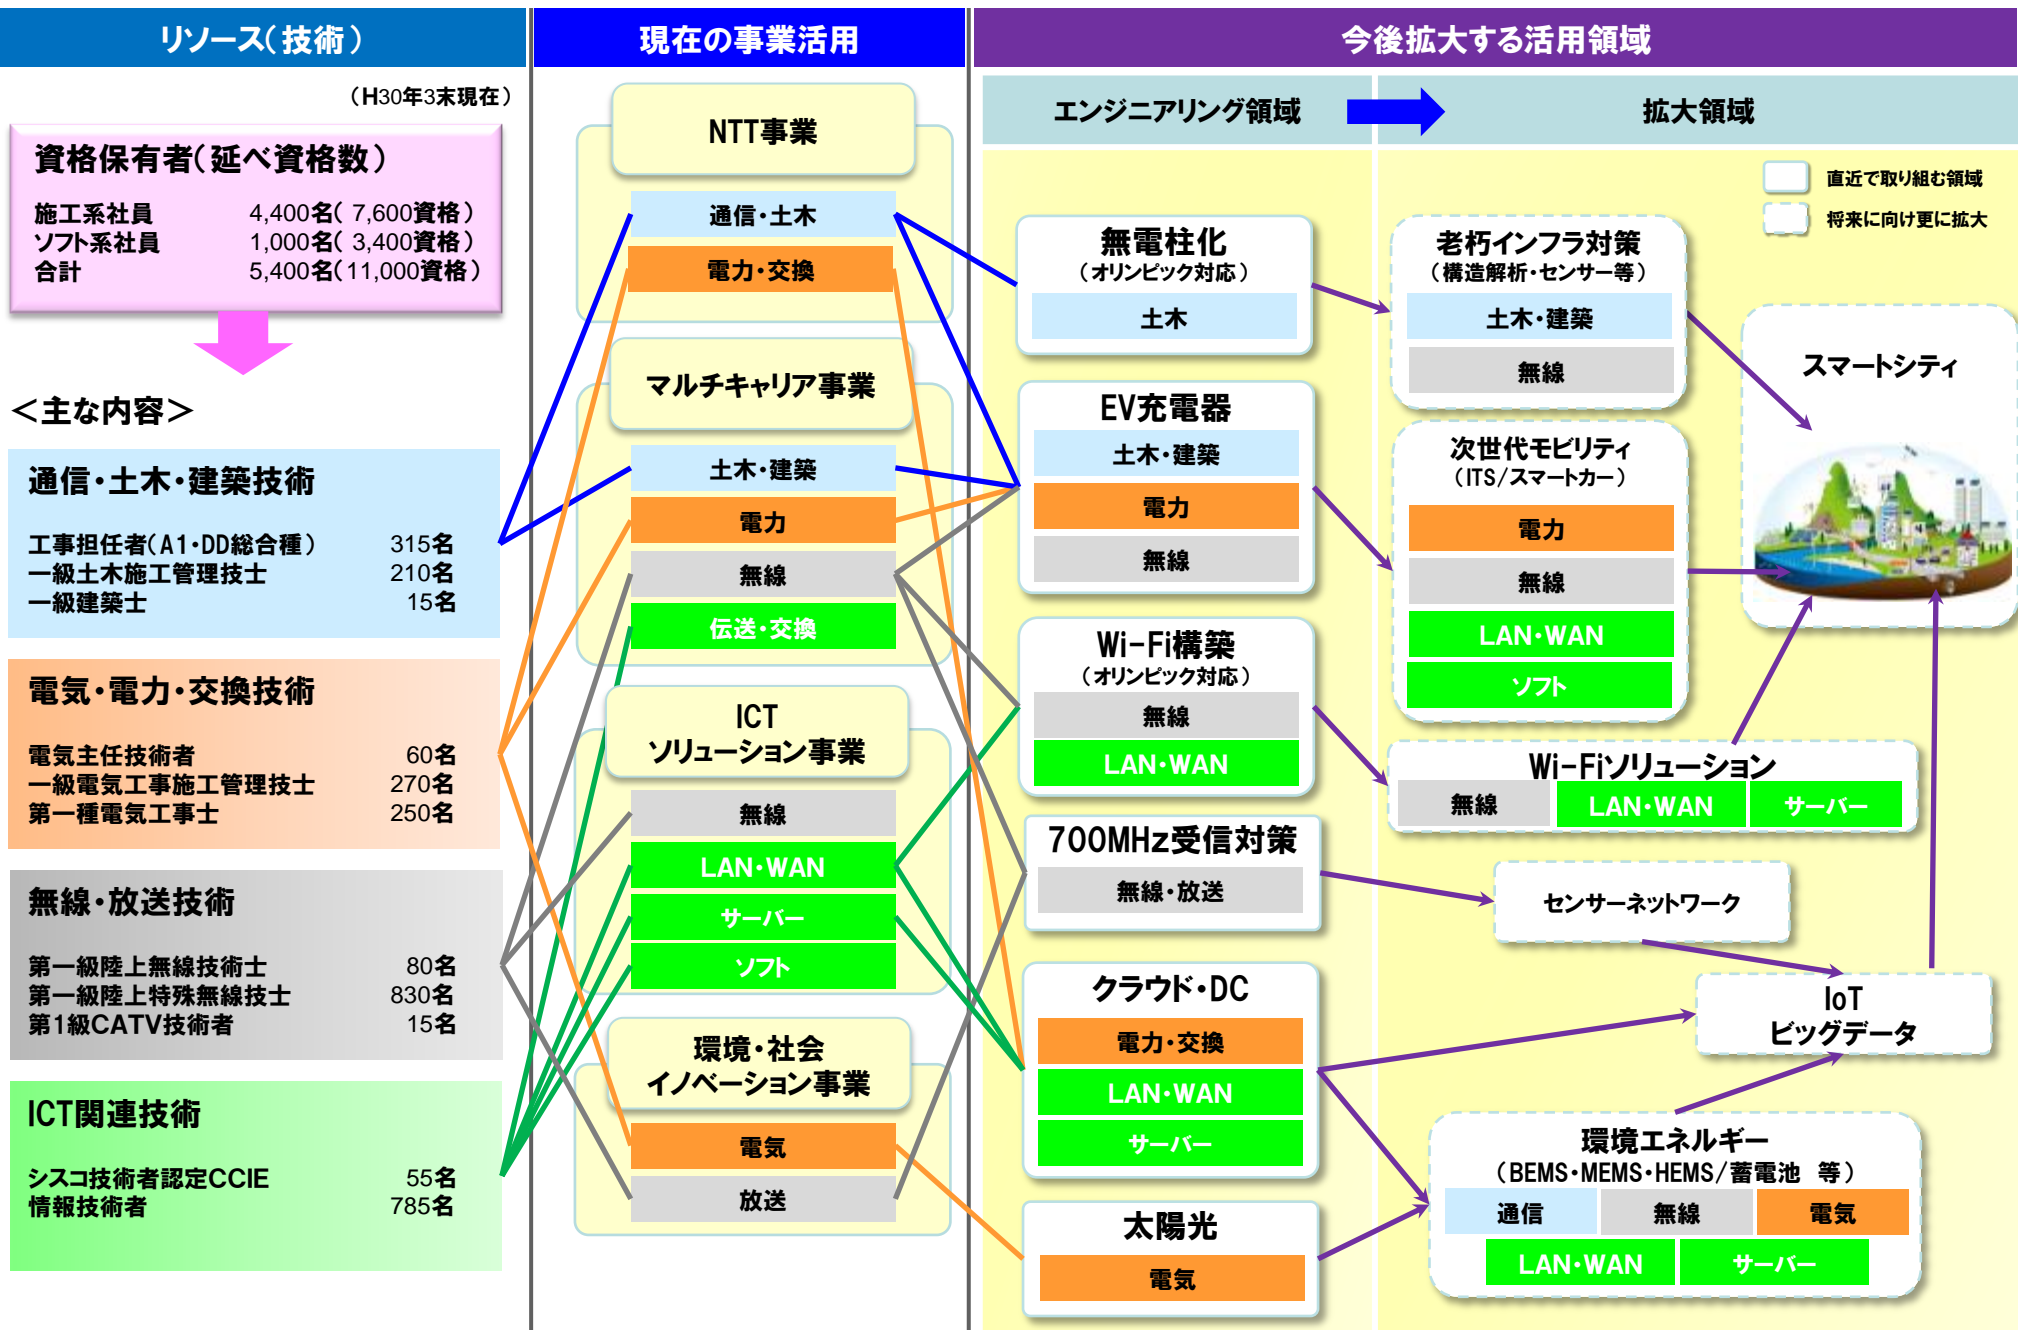 リソース(技術)
現在の事業活用
今後拡大する活用領域
(H30年3末現在)
資格保有者(延べ資格数)
施工系社員 4,400名( 7,600資格)
ソフト系社員 1,000名( 3,400資格)
合計 5,400名(11,000資格)
<主な内容>
通信・土木・建築技術
工事担任者(A1・DD総合種) 315名
一級土木施工管理技士 210名
一級建築士 15名
電気・電力・交換技術
電気主任技術者 60名
一級電気工事施工管理技士 270名
第一種電気工事士 250名
無線・放送技術
第一級陸上無線技術士 80名
第一級陸上特殊無線技士 830名
第1級CATV技術者 15名
ICT関連技術
シスコ技術者認定CCIE 55名
情報技術者 785名
NTT事業
通信・土木
電力・交換
マルチキャリア事業
土木・建築
電力
無線
伝送・交換
ICT
ソリューション事業
無線
LAN・WAN
サーバー
ソフト
環境・社会
イノベーション事業
電気
放送
エンジニアリング領域
拡大領域
直近で取り組む領域
将来に向け更に拡大
無電柱化
(オリンピック対応)
土木
EV充電器
土木・建築
電力
無線
Wi-Fi構築
(オリンピック対応)
無線
LAN・WAN
700MHz受信対策
無線・放送
クラウド・DC
電力・交換
LAN・WAN
サーバー
太陽光
電気
老朽インフラ対策
(構造解析・センサー等)
土木・建築
無線
次世代モビリティ
(ITS/スマートカー)
電力
無線
LAN・WAN
ソフト
Wi-Fiソリューション
無線 LAN・WAN サーバー
センサーネットワーク
IoT
ビッグデータ
環境エネルギー
(BEMS・MEMS・HEMS/蓄電池 等)
通信 無線 電気
LAN・WAN サーバー
スマートシティ